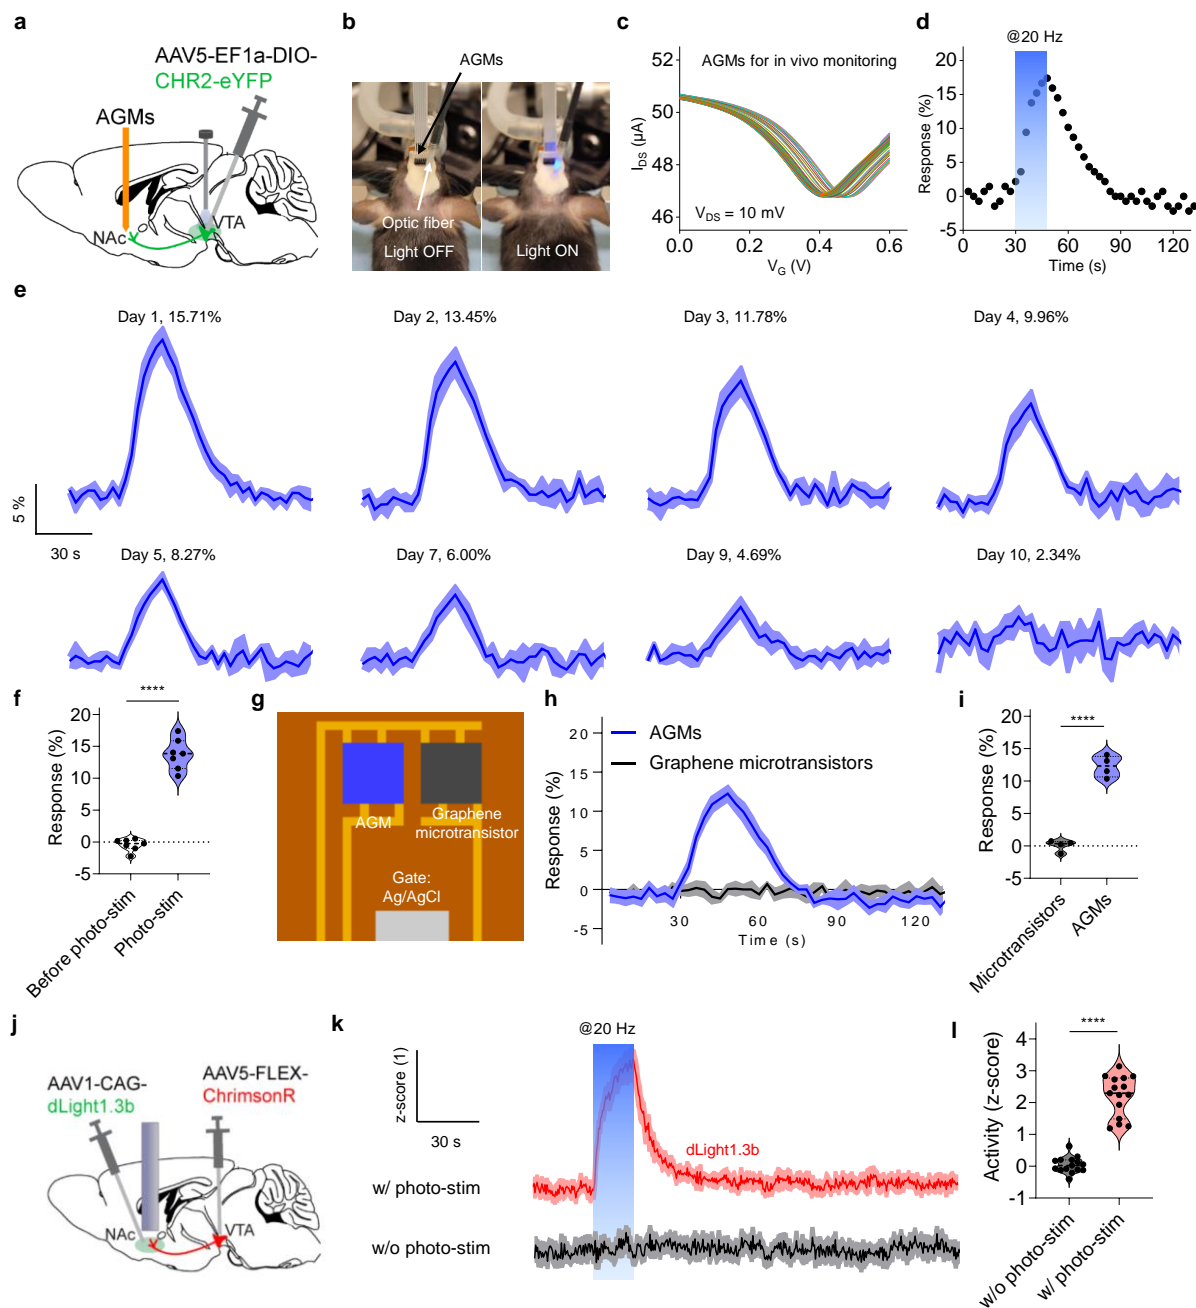 a
AAV5-EF1a-DIO-
CHR2-eYFP
AGMs
NAc
VTA
b
AGMs
Optic fiber
Light OFF
Light ON
c
AGMs for in vivo monitoring
52
50
48
46
I_DS (µA)
V_DS = 10 mV
0.0
0.2
0.4
0.6
V_G (V)
d
@20 Hz
20
15
10
5
0
-5
Response (%)
0
30
60
90
120
Time (s)
e
Day 1, 15.71%
Day 2, 13.45%
Day 3, 11.78%
Day 4, 9.96%
5 %
30 s
Day 5, 8.27%
Day 7, 6.00%
Day 9, 4.69%
Day 10, 2.34%
f
****
20
15
10
5
0
-5
Response (%)
Before photo-stim
Photo-stim
g
AGM
Graphene
microtransistor
Gate:
Ag/AgCl
h
AGMs
Graphene microtransistors
20
15
10
5
0
-5
Response (%)
30
60
90
120
Time (s)
i
****
20
15
10
5
0
-5
Response (%)
Microtransistors
AGMs
j
AAV1-CAG-
dLight1.3b
AAV5-FLEX-
ChrimsonR
NAc
VTA
k
@20 Hz
z-score (1)
30 s
dLight1.3b
w/ photo-stim
w/o photo-stim
l
****
4
3
2
1
0
-1
Activity (z-score)
w/o photo-stim
w/ photo-stim